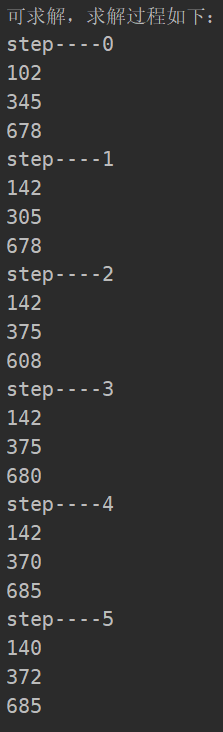 可求解，求解过程如下：
step----0
102
345
678
step----1
142
305
678
step----2
142
375
608
step----3
142
375
680
step----4
142
370
685
step----5
140
372
685